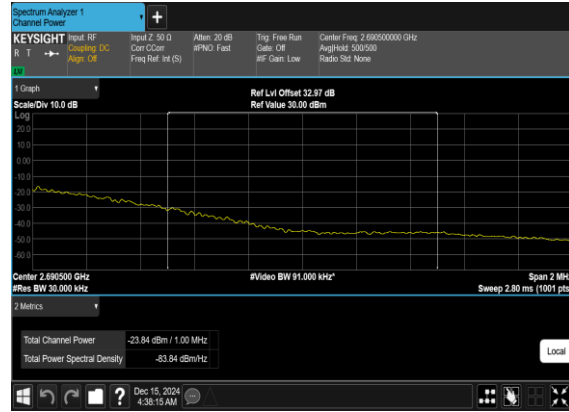 Spectrum Analyzer 1
Channel Power
+
KEYSIGHT Input: RF Input Z: 50 Ω Atten: 20 dB Trig: Free Run Center Freq: 2.690500000 GHz
R T Coupling: DC Corr CCorr #PNO: Fast Gate: Off Avg|Hold: 500/500
Align: Off Freq Ref: Int (S) #IF Gain: Low Radio Std: None
1 Graph Ref Lvl Offset 32.97 dB
Scale/Div 10.0 dB Ref Value 30.00 dBm
Log
20.0
10.0
0.00
-10.0
-20.0
-30.0
-40.0
-50.0
-60.0
Center 2.690500 GHz #Video BW 91.000 kHz* Span 2 MHz
#Res BW 30.000 kHz Sweep 2.80 ms (1001 pts)
2 Metrics
Total Channel Power -23.84 dBm / 1.00 MHz
Total Power Spectral Density -83.84 dBm/Hz
Local
? Dec 15, 2024
4:38:15 AM